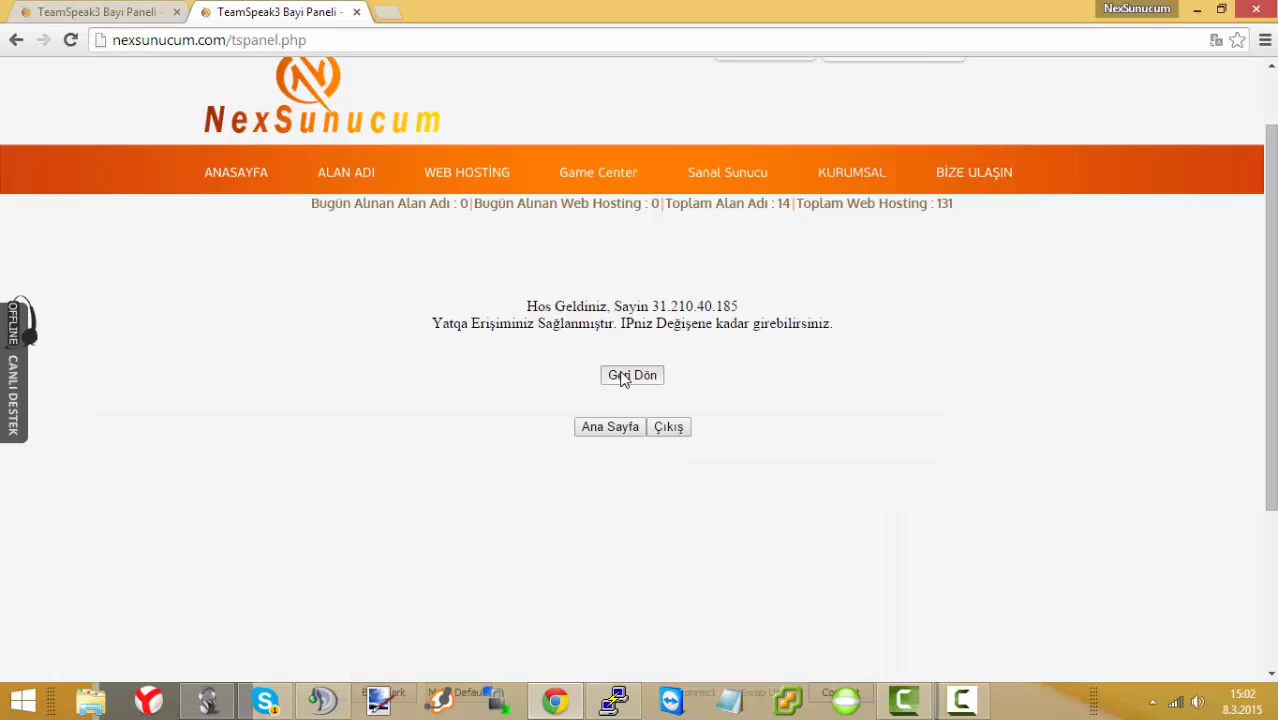 TeamSpeak3 Bayi Paneli -
TeamSpeak3 Bayi Paneli -
NexSunucum
nexsunucum.com/tspanel.php
NexSunucum
ANASAYFA
ALAN ADI
WEB HOSTİNG
Game Center
Sanal Sunucu
KURUMSAL
BİZE ULAŞIN
Bugün Alınan Alan Adı : 0|Bugün Alınan Web Hosting : 0|Toplam Alan Adı : 14|Toplam Web Hosting : 131
Hos Geldiniz, Sayin 31.210.40.185
Yatqa Erişiminiz Sağlanmıştır. IPniz Değişene kadar girebilirsiniz.
Geri Dön
Ana Sayfa
Çıkış
OFFLINE
CANLI DESTEK
15:02
8.3.2015